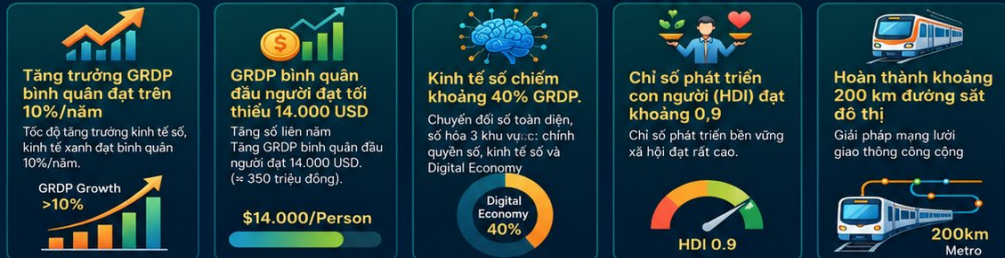 Tăng trưởng GRDP
bình quân đạt trên
10%/năm
Tốc độ tăng trưởng kinh tế số,
kinh tế xanh đạt bình quân
10%/năm.
GRDP Growth
>10%
GRDP bình quân
đầu người đạt tối
thiểu 14.000 USD
Tăng số liên năm
Tăng GRDP bình quân đầu
người đạt 14.000 USD.
(≈ 350 triệu đồng).
$14.000/Person
Kinh tế số chiếm
khoảng 40% GRDP.
Chuyển đổi số toàn diện,
số hóa 3 khu vực: chính
quyền số, kinh tế số và
Digital Economy
Digital
Economy
40%
Chỉ số phát triển
con người (HDI) đạt
khoảng 0,9
Chỉ số phát triển bền vững
xã hội đạt rất cao.
HDI 0.9
Hoàn thành khoảng
200 km đường sắt
đô thị
Giải pháp mạng lưới
giao thông công cộng
200km
Metro